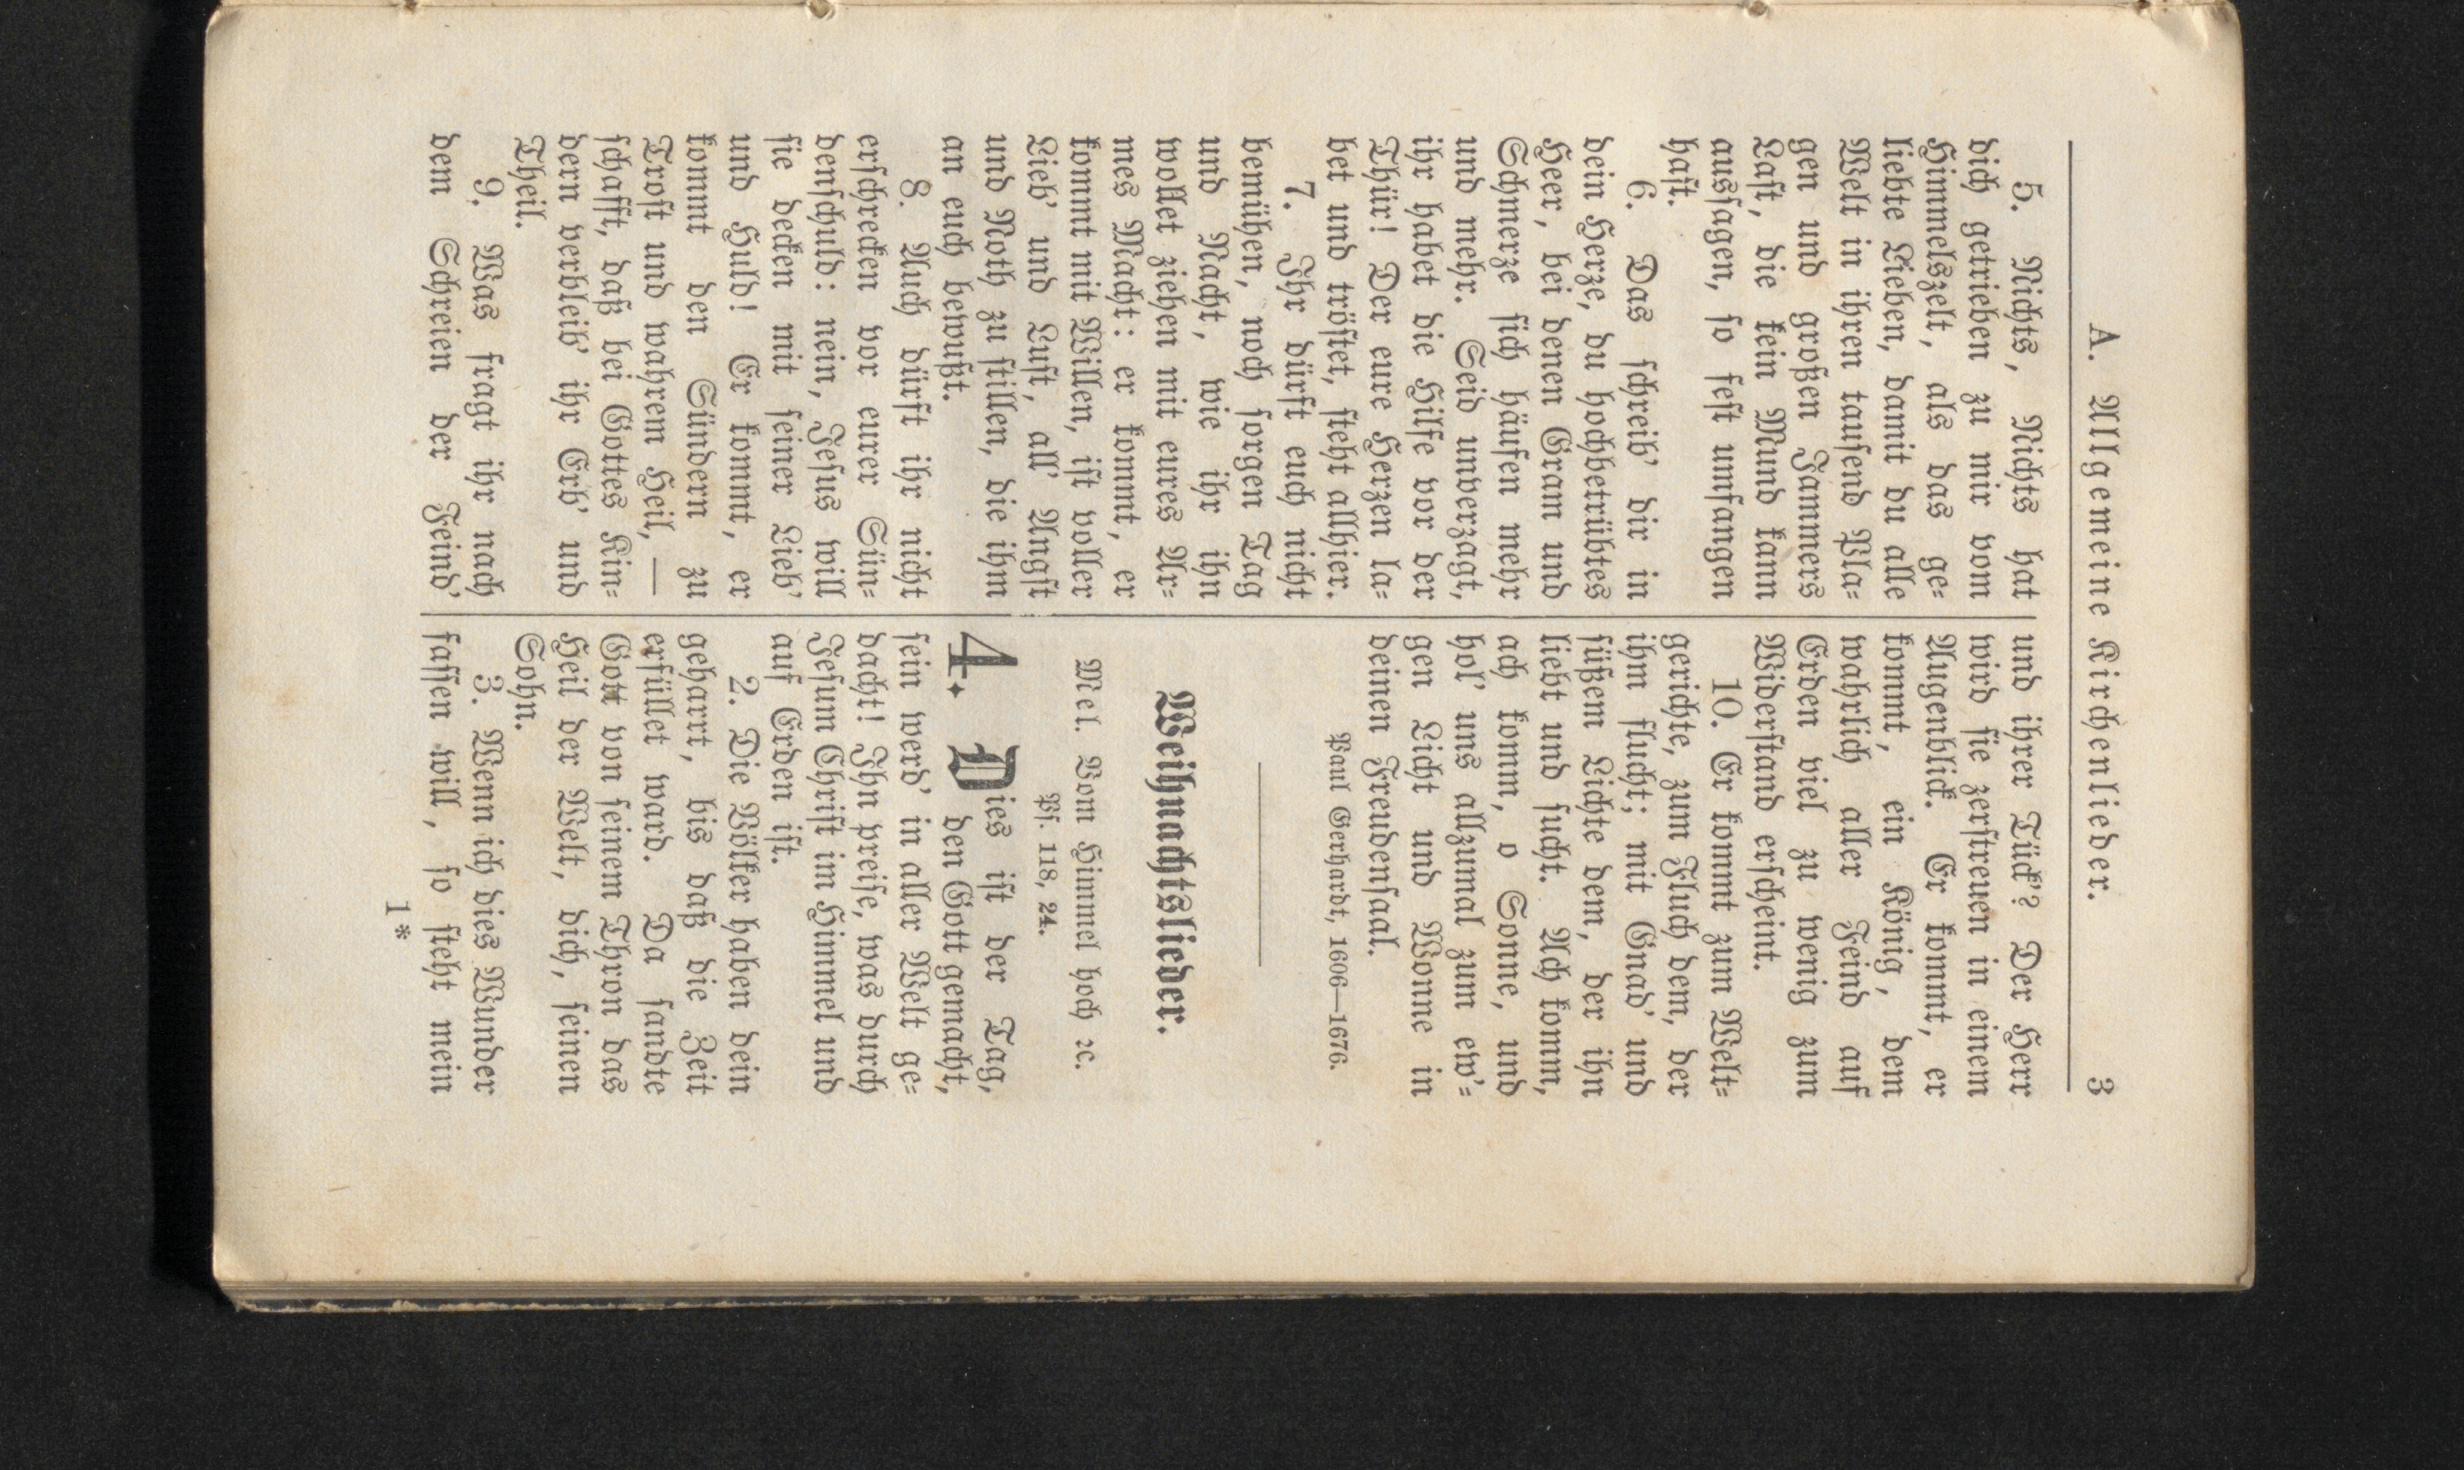 A. Allgemeine Kirchenlieder. 3
5. Nichts, Nichts hat
dich getrieben zu mir vom
Himmelszelt, als das ge-
liebte Lieben, damit du alle
Welt in ihren tausend Pla-
gen und großen Jammers
Last, die kein Mund kann
aussagen, so fest umfangen
hast.
6. Das schreib' dir in
dein Herze, du hochbetrübtes
Heer, bei denen Gram und
Schmerze sich häufen mehr
und mehr. Seid unverzagt,
ihr habet die Hilfe vor der
Thür! Der eure Herzen la-
bet und tröstet, steht allhier.
7. Ihr dürft euch nicht
bemühen, noch sorgen Tag
und Nacht, wie ihr ihn
wollet ziehen mit eures Ar-
mes Macht: er kommt, er
kommt mit Willen, ist voller
Lieb' und Lust, all' Angst
und Noth zu stillen, die ihm
an euch bewußt.
8. Auch dürft ihr nicht
erschrecken vor eurer Sün-
denschuld: nein, Jesus will
sie decken mit seiner Lieb'
und Huld! Er kommt, er
kommt den Sündern zu
Trost und wahrem Heil, —
schafft, daß bei Gottes Kin-
dern verbleib' ihr Erb' und
Theil.
9. Was fragt ihr nach
dem Schreien der Feind'
und ihrer Tück'? Der Herr
wird sie zerstreuen in einem
Augenblick. Er kommt, er
kommt, ein König, dem
wahrlich aller Feind auf
Erden viel zu wenig zum
Widerstand erscheint.
10. Er kommt zum Welt-
gerichte, zum Fluch dem, der
ihm flucht; mit Gnad' und
süßem Lichte dem, der ihn
liebt und sucht. Ach komm,
ach komm, o Sonne, und
hol' uns allzumal zum ew'-
gen Licht und Wonne in
deinen Freudensaal.
Paul Gerhardt, 1606—1676.
Weihnachtslieder.
Mel. Vom Himmel hoch ꝛc.
Ps. 118, 24.
4. Dies ist der Tag,
den Gott gemacht,
sein werd' in aller Welt ge-
dacht! Ihn preise, was durch
Jesum Christ im Himmel und
auf Erden ist.
2. Die Völker haben dein
geharrt, bis daß die Zeit
erfüllet ward. Da sandte
Gott von seinem Thron das
Heil der Welt, dich, seinen
Sohn.
3. Wenn ich dies Wunder
fassen will, so steht mein
1*